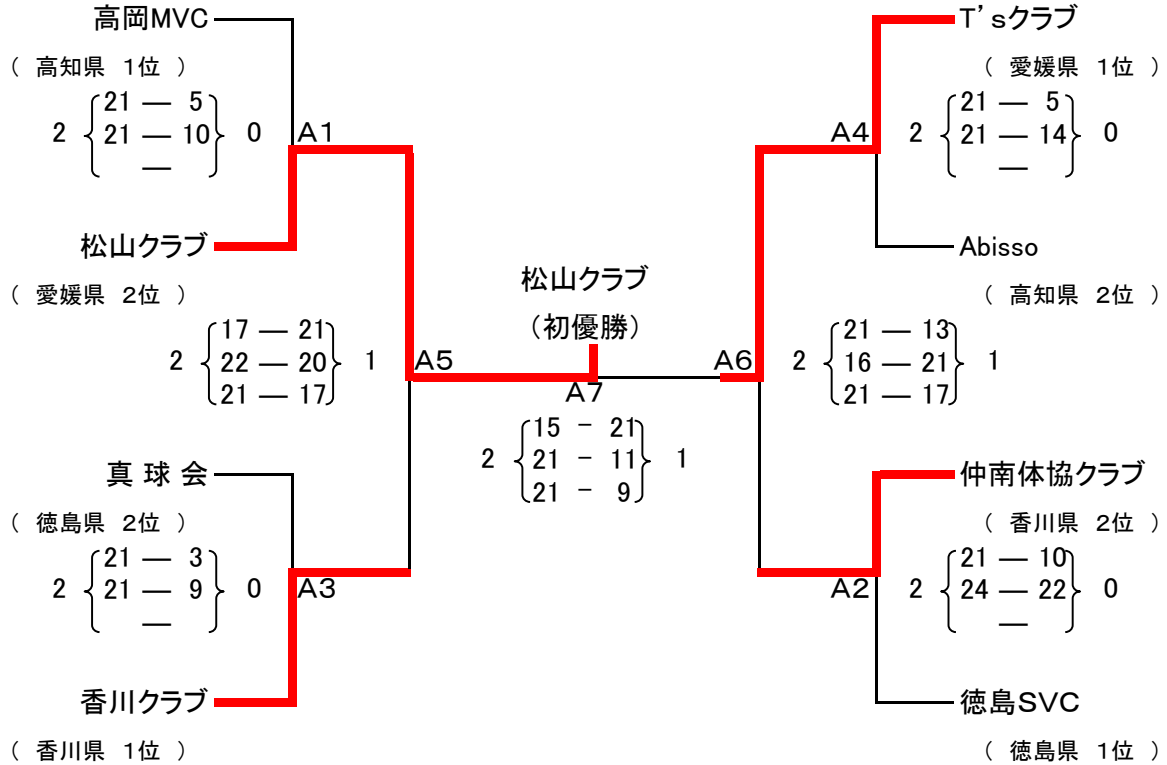 高岡MVC
T’sクラブ
（ 高知県 1位 ）
（ 愛媛県 1位 ）
21 ― 5
2 21 ― 10 0
―
A1
21 ― 5
2 21 ― 14 0
―
A4
松山クラブ
Abisso
（ 愛媛県 2位 ）
（ 高知県 2位 ）
松山クラブ
（初優勝）
17 ― 21
2 22 ― 20 1
21 ― 17
A5
A6
21 ― 13
2 16 ― 21 1
21 ― 17
A7
15 － 21
2 21 － 11 1
21 － 9
真 球 会
仲南体協クラブ
（ 徳島県 2位 ）
（ 香川県 2位 ）
21 ― 3
2 21 ― 9 0
―
A3
21 ― 10
2 24 ― 22 0
―
A2
香川クラブ
徳島SVC
（ 香川県 1位 ）
（ 徳島県 1位 ）